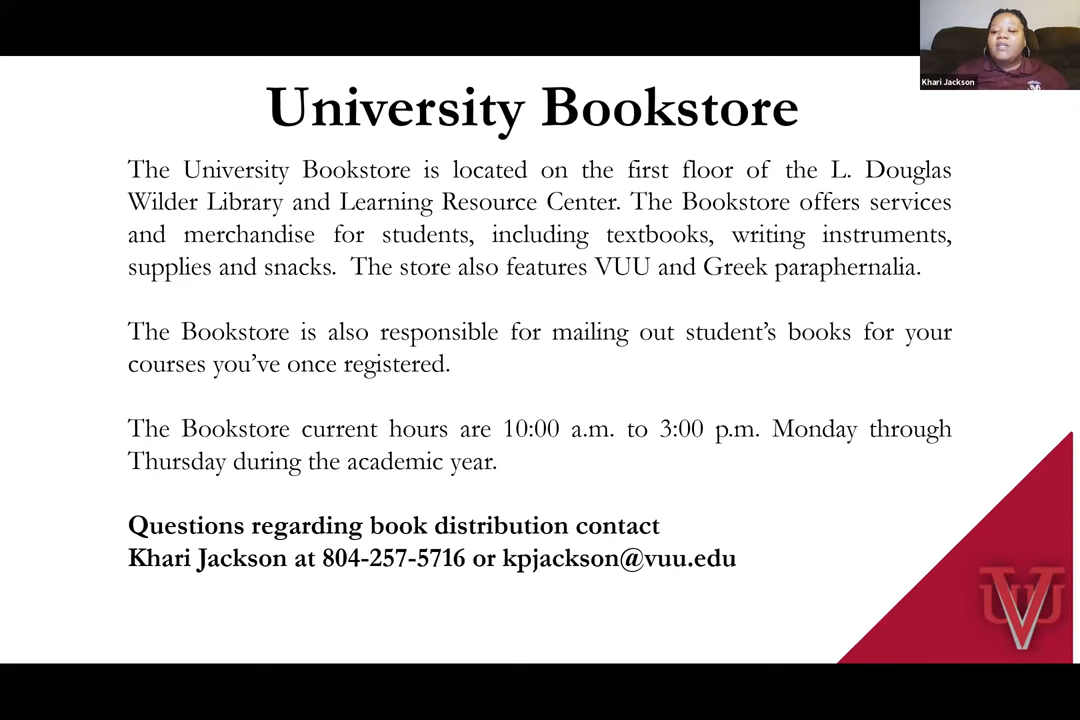 Khari Jackson
University Bookstore
The University Bookstore is located on the first floor of the L. Douglas
Wilder Library and Learning Resource Center. The Bookstore offers services
and merchandise for students, including textbooks, writing instruments,
supplies and snacks. The store also features VUU and Greek paraphernalia.
The Bookstore is also responsible for mailing out student’s books for your
courses you’ve once registered.
The Bookstore current hours are 10:00 a.m. to 3:00 p.m. Monday through
Thursday during the academic year.
Questions regarding book distribution contact
Khari Jackson at 804-257-5716 or kpjackson@vuu.edu
VUU